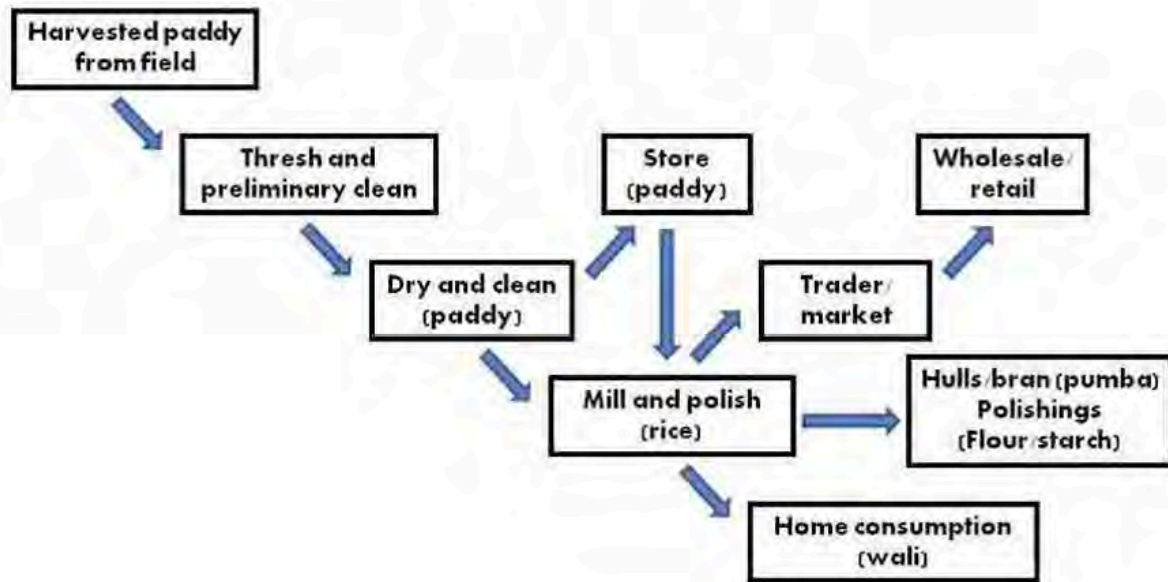 Harvested paddy
from field
Thresh and
preliminary clean
Store
(paddy)
Wholesale/
retail
Dry and clean
(paddy)
Trader/
market
Mill and polish
(rice)
Hulls/bran (pumba)
Polishings
(Flour/starch)
Home consumption
(wali)